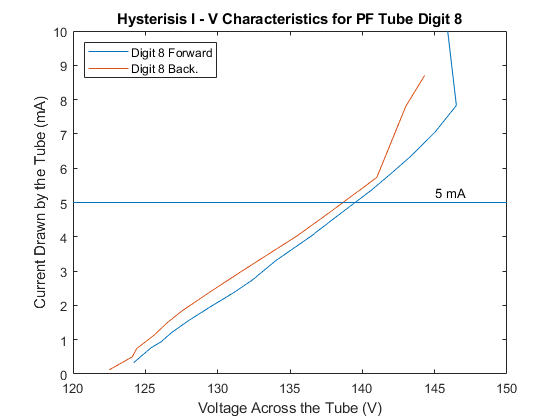 Hysterisis I - V Characteristics for PF Tube Digit 8
10
9
8
7
6
5
4
3
2
1
0
Current Drawn by the Tube (mA)
Digit 8 Forward
Digit 8 Back.
5 mA
120 125 130 135 140 145 150
Voltage Across the Tube (V)